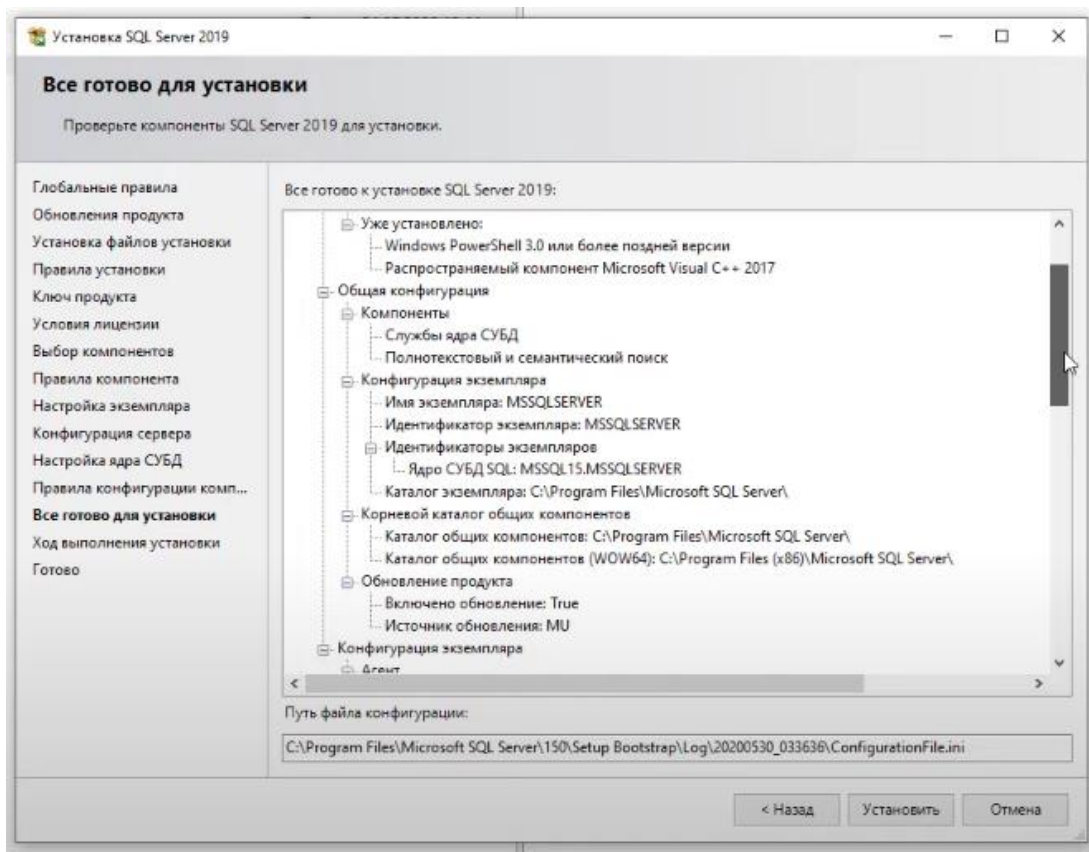 Установка SQL Server 2019
Все готово для установки
Проверьте компоненты SQL Server 2019 для установки.
Глобальные правила
Обновления продукта
Установка файлов установки
Правила установки
Ключ продукта
Условия лицензии
Выбор компонентов
Правила компонента
Настройка экземпляра
Конфигурация сервера
Настройка ядра СУБД
Правила конфигурации комп...
Все готово для установки
Ход выполнения установки
Готово
Все готово к установке SQL Server 2019:
Уже установлено:
Windows PowerShell 3.0 или более поздней версии
Распространяемый компонент Microsoft Visual C++ 2017
Общая конфигурация
Компоненты
Службы ядра СУБД
Полнотекстовый и семантический поиск
Конфигурация экземпляра
Имя экземпляра: MSSQLSERVER
Идентификатор экземпляра: MSSQLSERVER
Идентификаторы экземпляров
Ядро СУБД SQL: MSSQL15.MSSQLSERVER
Каталог экземпляра: C:\Program Files\Microsoft SQL Server\
Корневой каталог общих компонентов
Каталог общих компонентов: C:\Program Files\Microsoft SQL Server\
Каталог общих компонентов (WOW64): C:\Program Files (x86)\Microsoft SQL Server\
Обновление продукта
Включено обновление: True
Источник обновления: MU
Конфигурация экземпляра
Агент
Путь файла конфигурации:
C:\Program Files\Microsoft SQL Server\150\Setup Bootstrap\Log\20200530_033636\ConfigurationFile.ini
< Назад
Установить
Отмена